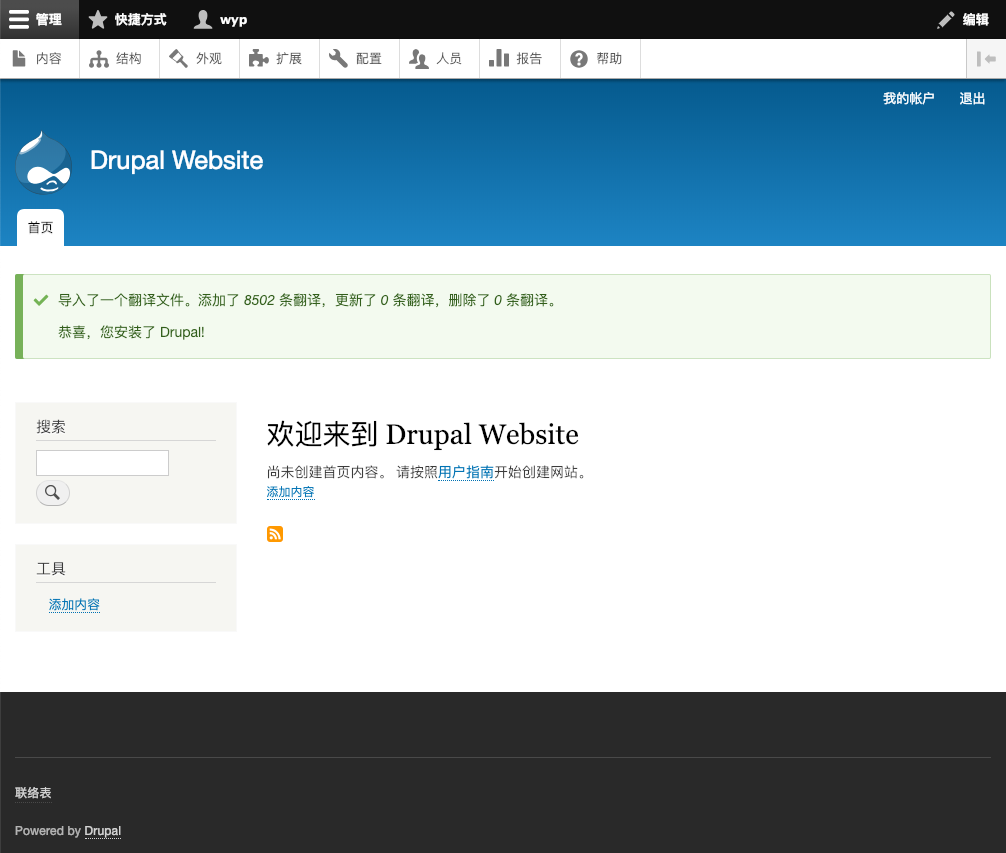 管理 快捷方式 wyp 编辑
内容 结构 外观 扩展 配置 人员 报告 帮助
我的帐户 退出
Drupal Website
首页
导入了一个翻译文件。添加了 8502 条翻译，更新了 0 条翻译，删除了 0 条翻译。
恭喜，您安装了 Drupal!
搜索
工具
添加内容
欢迎来到 Drupal Website
尚未创建首页内容。 请按照用户指南开始创建网站。
添加内容
联络表
Powered by Drupal